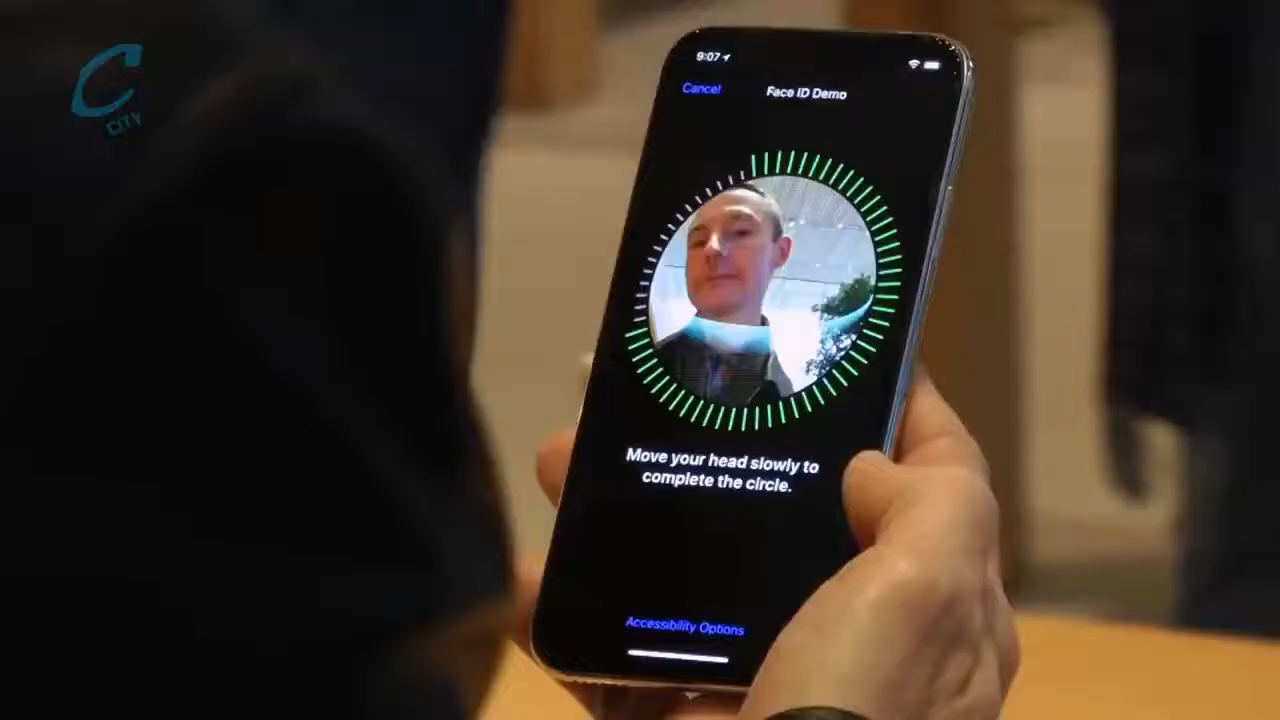 C
CITY
9:07
Cancel
Face ID Demo
Move your head slowly to
complete the circle.
Accessibility Options